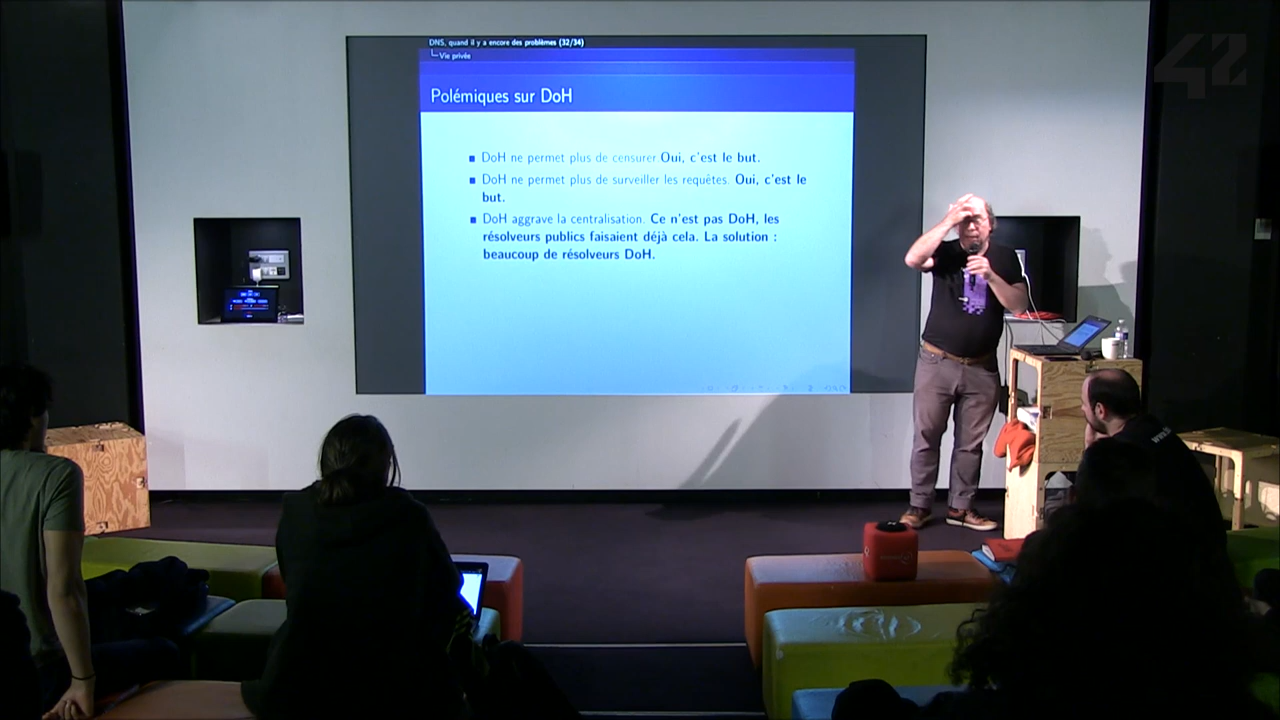 42
DNS, quand il y a encore des problèmes (32/34)
Vie privée
Polémiques sur DoH
DoH ne permet plus de censurer Oui, c'est le but.
DoH ne permet plus de surveiller les requêtes. Oui, c'est le
but.
DoH aggrave la centralisation. Ce n'est pas DoH, les
résolveurs publics faisaient déjà cela. La solution :
beaucoup de résolveurs DoH.